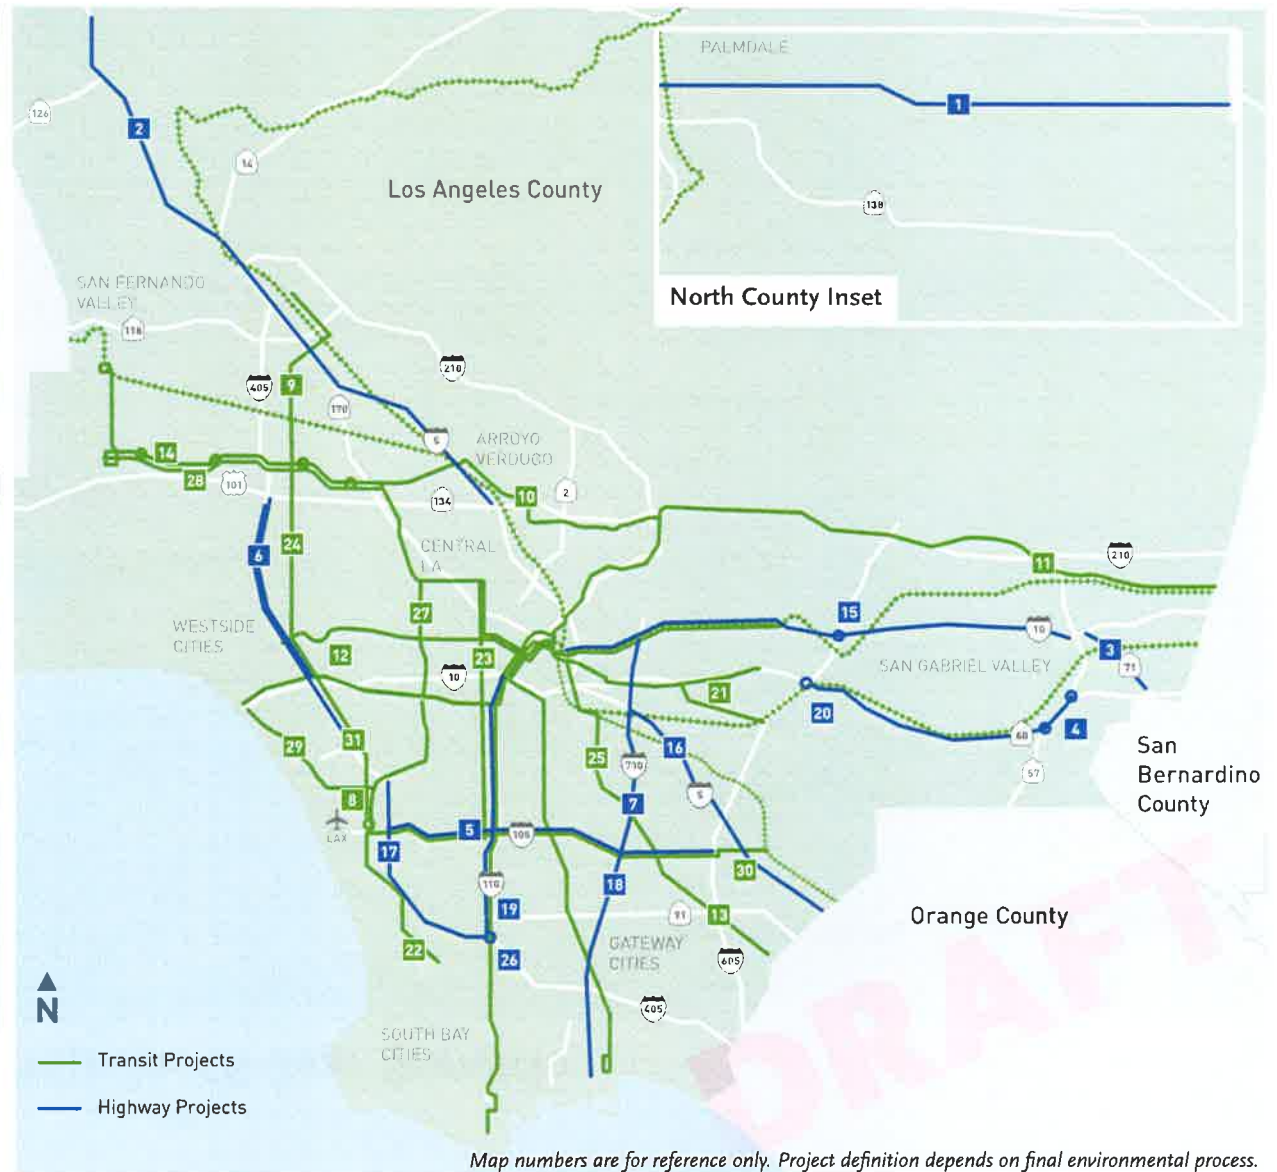 PALMDALE
1
126
2
14
Los Angeles County
138
North County Inset
SAN FERNANDO
VALLEY
118
210
405
9
170
5
ARROYO
VERDUGO
14
28
101
134
10
2
6
24
CENTRAL
LA
11
210
27
15
WESTSIDE
CITIES
12
23
10
10
3
71
SAN GABRIEL VALLEY
21
20
4
60
57
29
31
25
16
710
5
San
Bernardino
County
8
7
LAX
5
105
17
30
110
18
19
91
13
Orange County
22
26
GATEWAY
CITIES
605
405
N
SOUTH BAY
CITIES
Transit Projects
Highway Projects
DRAFT
Map numbers are for reference only. Project definition depends on final environmental process.